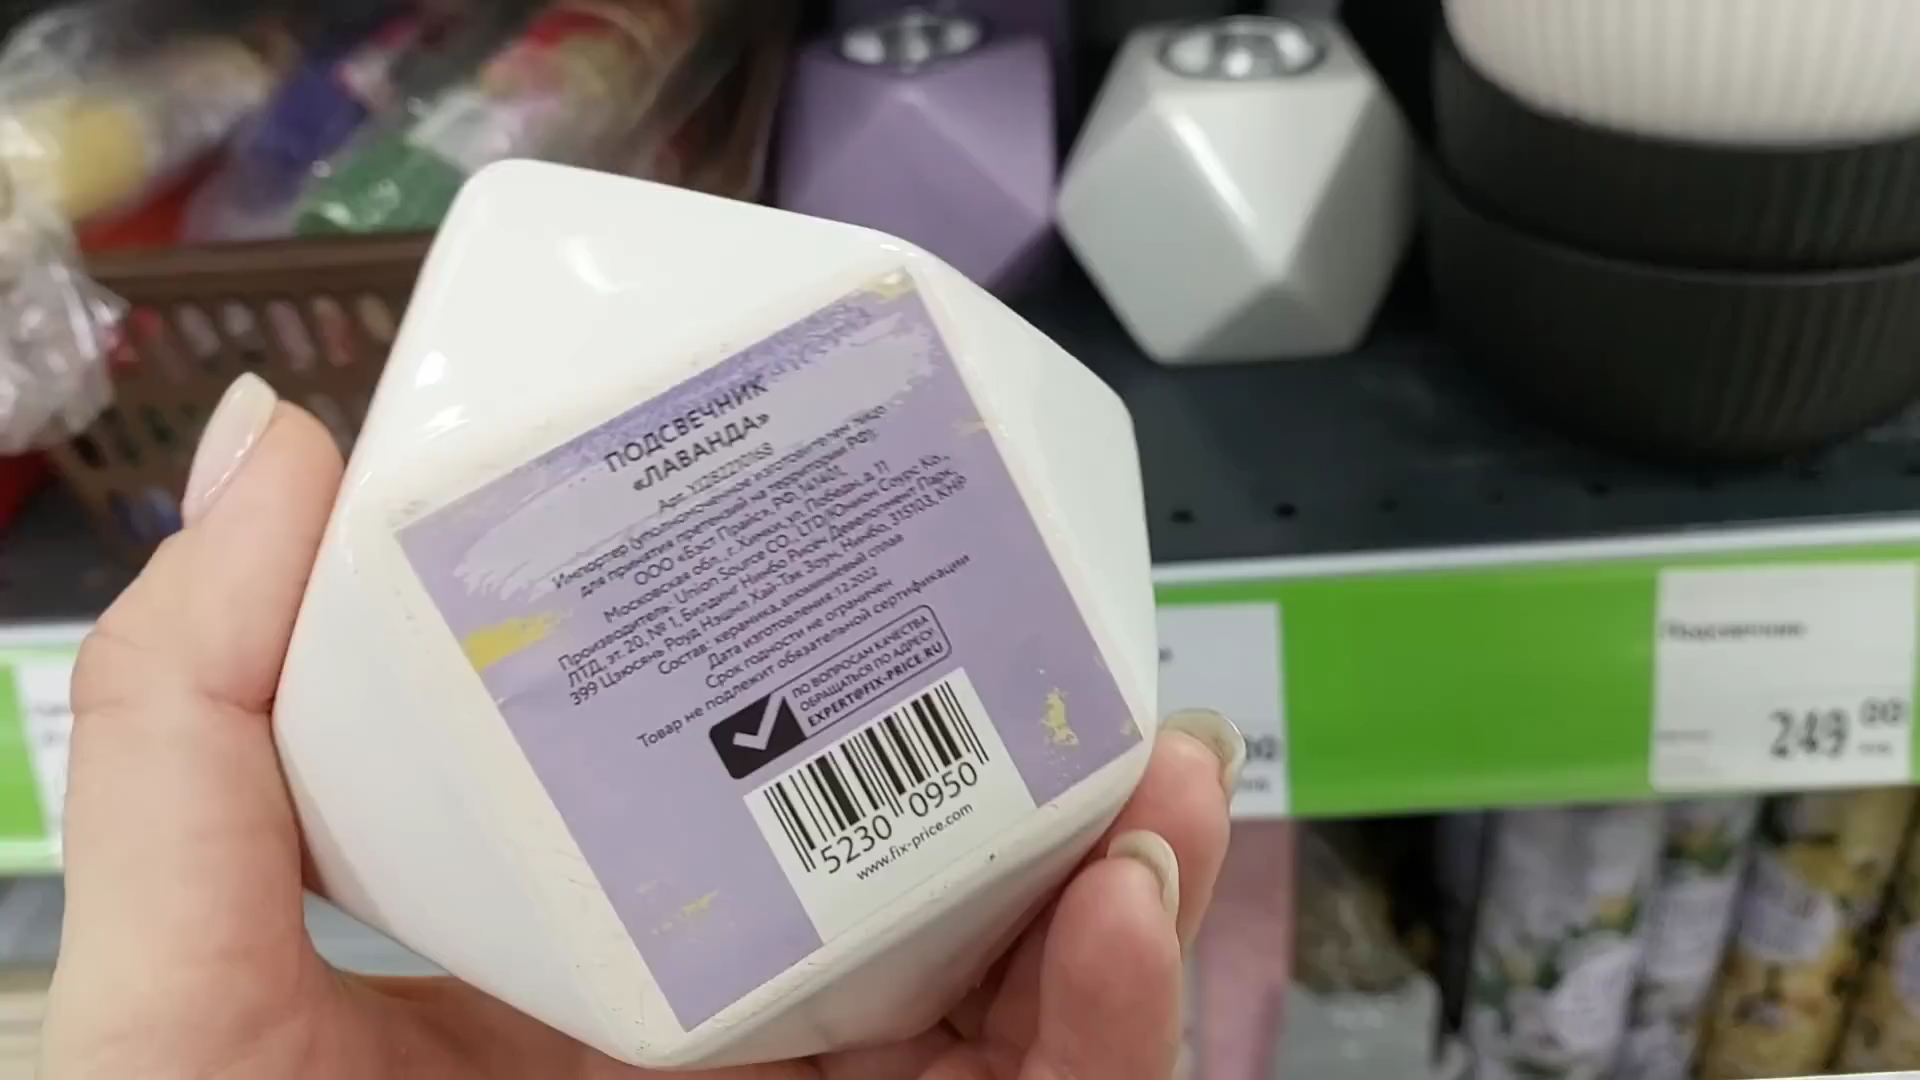 ПОДСВЕЧНИК
«ЛАВАНДА»
Арт. YIDB2210168
Импортер (уполномоченное изготовителем лицо
для принятия претензий на территории РФ):
ООО «Бэст Прайс», РФ, 141401,
Московская обл., г. Химки, ул. Победы, д. 11
Производитель: Union Source CO., LTD/Юнион Соурс Ко.,
ЛТД, эт. 20, № 1, Билдинг Нинбо Рисеч Девелопмент Парк,
399 Цзюсянь Роуд Нэшнл Хай-Так Зоун, Нинбо, 315103, КНР
Состав: керамика, алюминиевый сплав
Дата изготовления: 12.2022
Срок годности не ограничен
Товар не подлежит обязательной сертификации
ПО ВОПРОСАМ КАЧЕСТВА
ОБРАЩАТЬСЯ ПО АДРЕСУ:
EXPERT@FIX-PRICE.RU
5230 0950
www.fix-price.com
Подсвечник
249 00